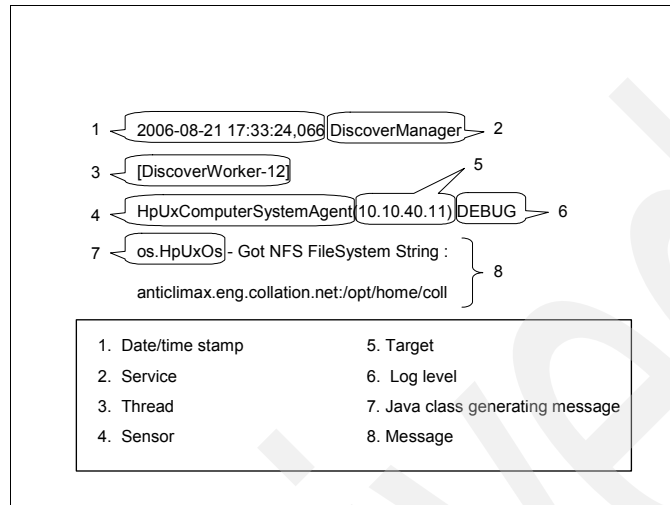 1 2006-08-21 17:33:24,066 DiscoverManager 2
5
3 [DiscoverWorker-12]
4 HpUxComputerSystemAgent(10.10.40.11) DEBUG 6
7 os.HpUxOs - Got NFS FileSystem String :
8
anticlimax.eng.collation.net:/opt/home/coll
1. Date/time stamp
2. Service
3. Thread
4. Sensor
5. Target
6. Log level
7. Java class generating message
8. Message